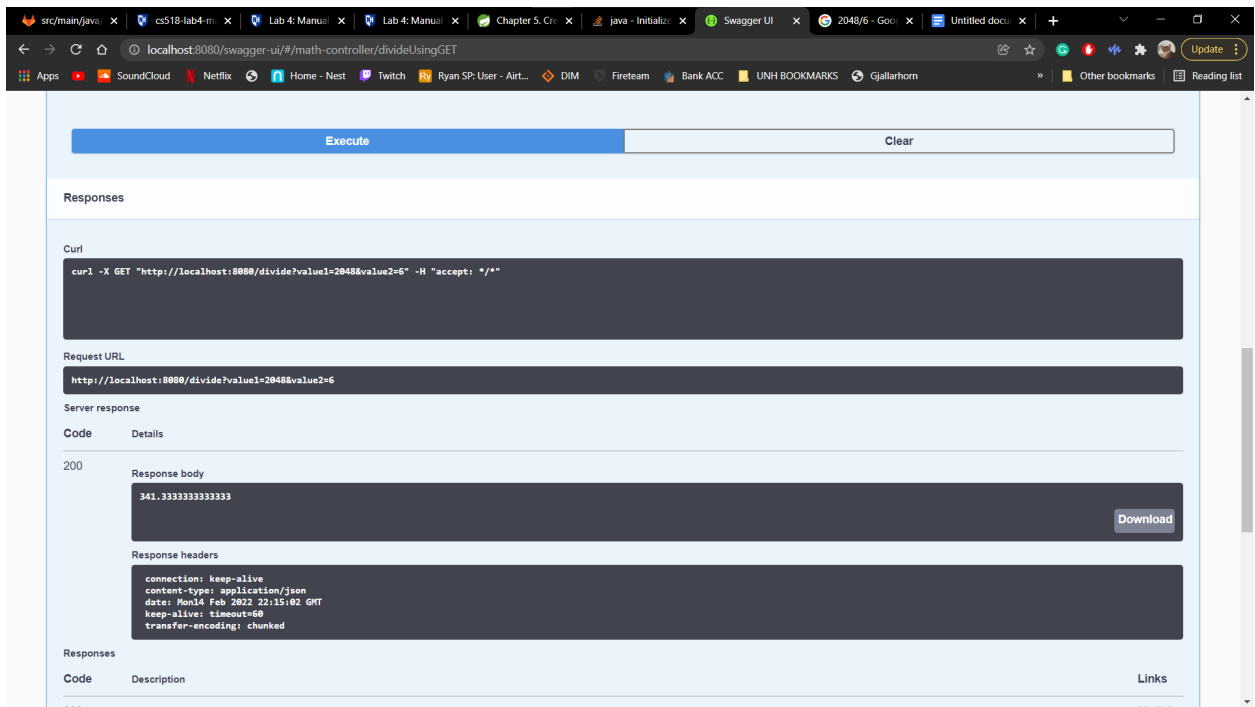 src/main/java/
cs518-lab4-m
Lab 4: Manual
Lab 4: Manual
Chapter 5. Cre
java - Initialize
Swagger UI
2048/6 - Goo
Untitled docu
localhost:8080/swagger-ui/#/math-controller/divideUsingGET
Update
Apps
SoundCloud
Netflix
Home - Nest
Twitch
Ryan SP: User - Airt...
DIM
Fireteam
Bank ACC
UNH BOOKMARKS
Gjallarhorn
»
Other bookmarks
Reading list
Execute
Clear
Responses
Curl
curl -X GET "http://localhost:8080/divide?value1=2048&value2=6" -H "accept: */*"
Request URL
http://localhost:8080/divide?value1=2048&value2=6
Server response
Code Details
200
Response body
341.3333333333333
Download
Response headers
connection: keep-alive
content-type: application/json
date: Mon14 Feb 2022 22:15:02 GMT
keep-alive: timeout=60
transfer-encoding: chunked
Responses
Code Description Links